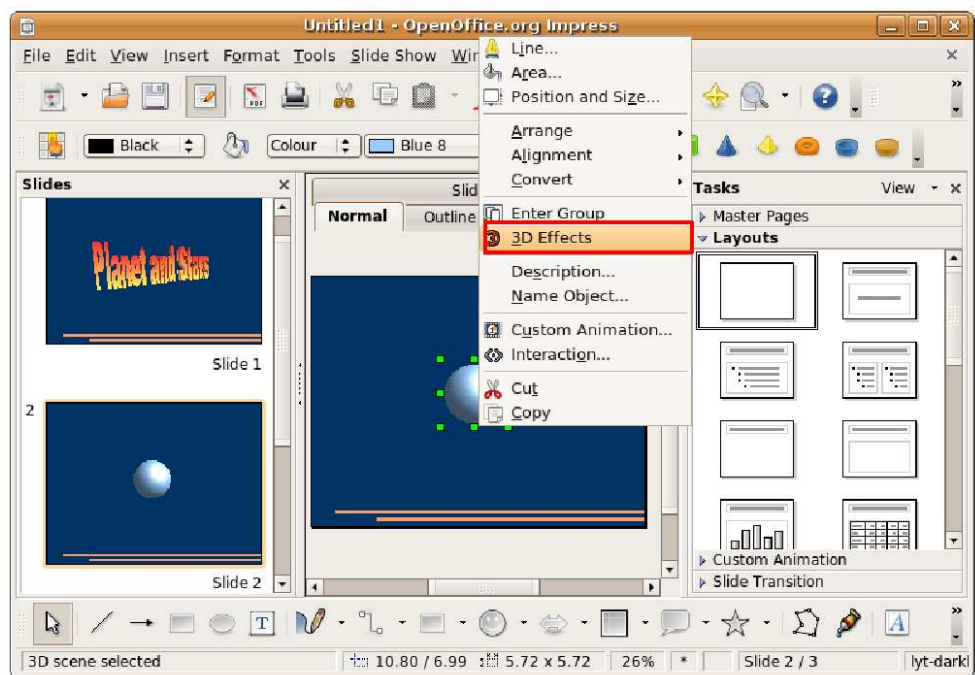 Untitled1 - OpenOffice.org Impress
File Edit View Insert Format Tools Slide Show
PDF
Black Colour Blue 8
Line...
Area...
Position and Size...
Arrange
Alignment
Convert
Enter Group
3D Effects
Description...
Name Object...
Custom Animation...
Interaction...
Cut
Copy
Slides
Planet and Stars
Slide 1
2
Slide 2
Normal Outline
Tasks View
Master Pages
Layouts
Custom Animation
Slide Transition
3D scene selected 10.80 / 6.99 5.72 x 5.72 26% * Slide 2 / 3 lyt-dark